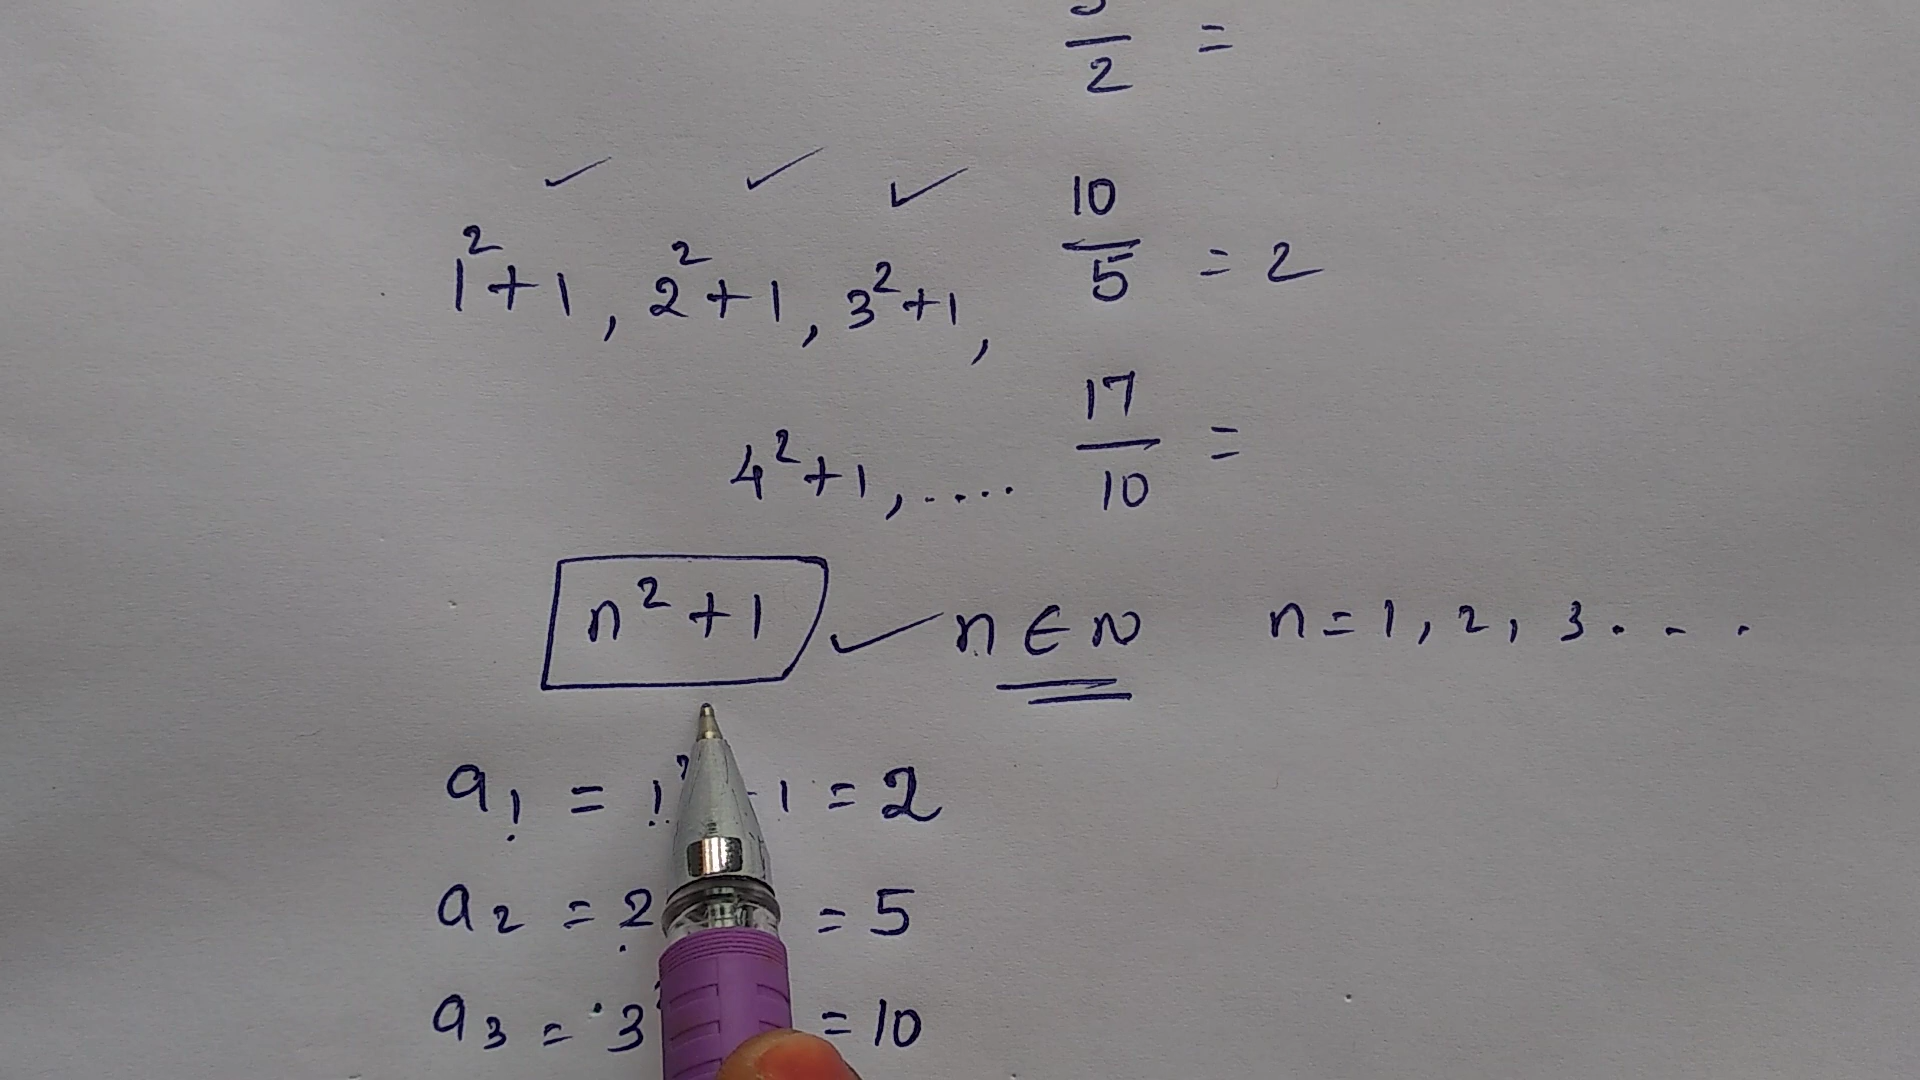 /2 =
1²+1, 2²+1, 3²+1,
10/5 = 2
4²+1, .....
17/10 =
n²+1 ✓ n ∈ N n = 1, 2, 3 . . . .
a₁ = 1 1 = 2
a₂ = 2 = 5
a₃ = 3² = 10